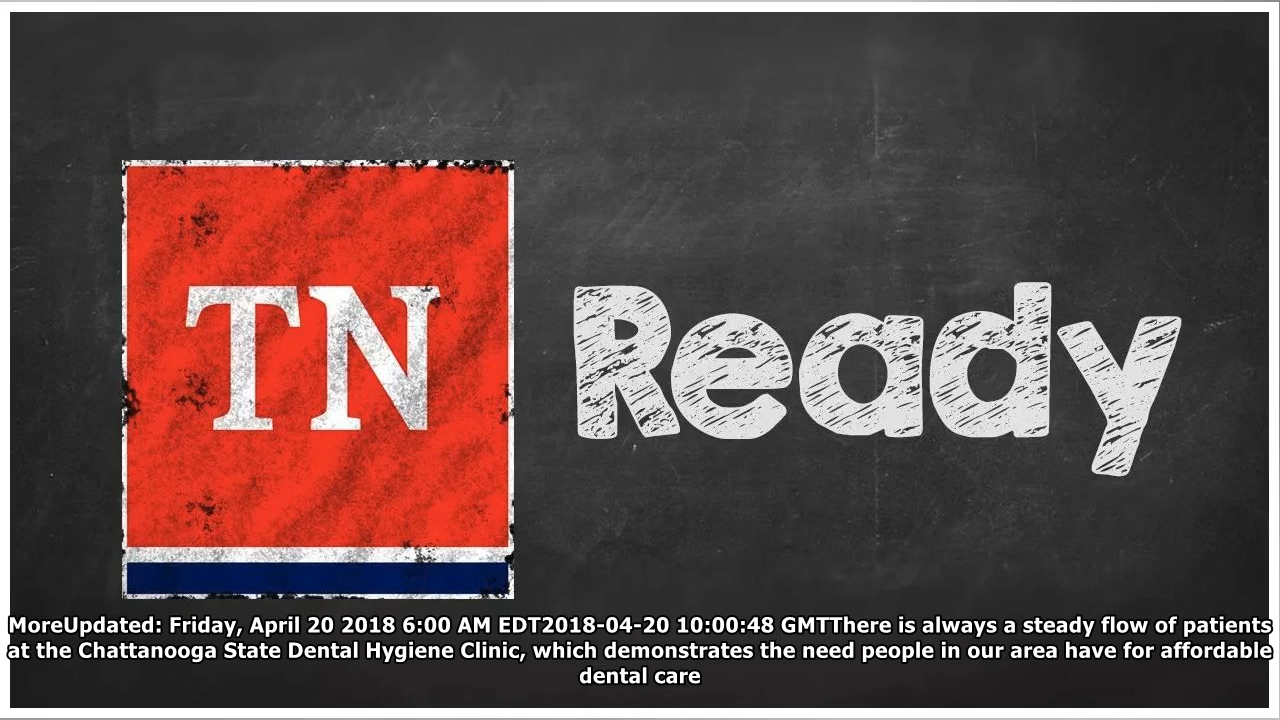 TN Ready
MoreUpdated: Friday, April 20 2018 6:00 AM EDT2018-04-20 10:00:48 GMTThere is always a steady flow of patients
at the Chattanooga State Dental Hygiene Clinic, which demonstrates the need people in our area have for affordable
dental care